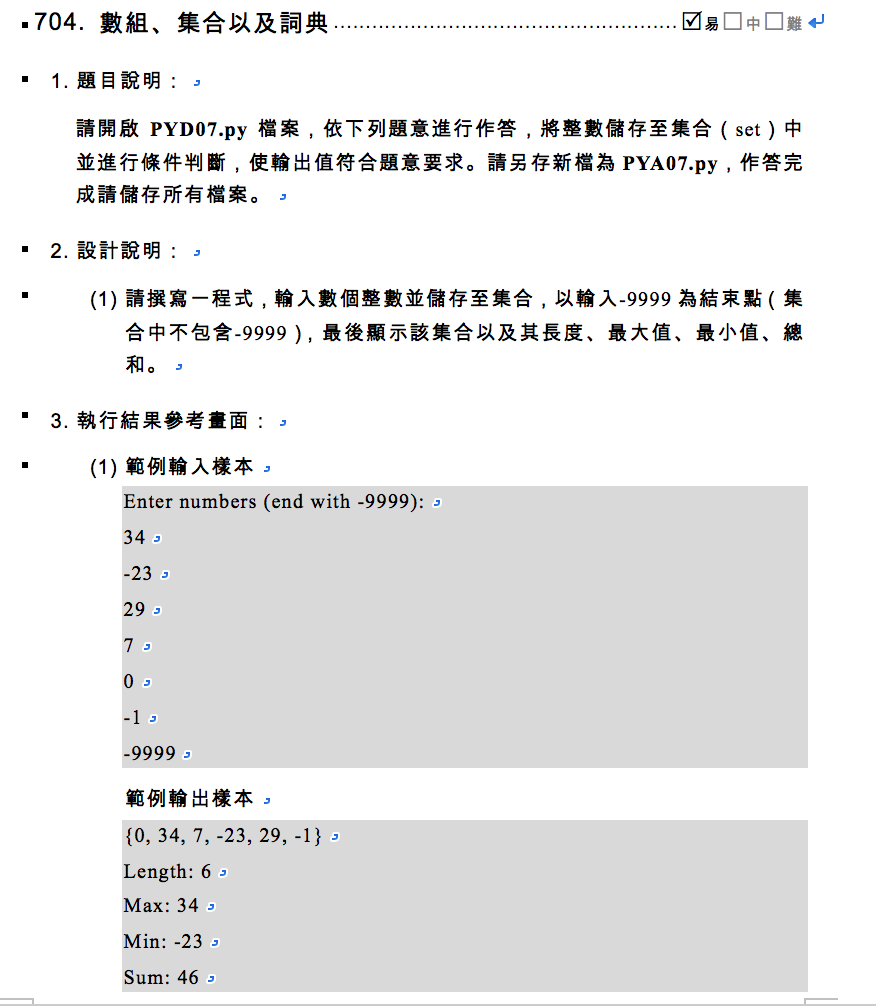 704. 數組、集合以及詞典 ☑易 ☐中 ☐難
1. 題目說明：
請開啟 PYD07.py 檔案，依下列題意進行作答，將整數儲存至集合（set）中
並進行條件判斷，使輸出值符合題意要求。請另存新檔為 PYA07.py，作答完
成請儲存所有檔案。
2. 設計說明：
(1) 請撰寫一程式，輸入數個整數並儲存至集合，以輸入-9999 為結束點（集
合中不包含-9999），最後顯示該集合以及其長度、最大值、最小值、總
和。
3. 執行結果參考畫面：
(1) 範例輸入樣本
Enter numbers (end with -9999):
34
-23
29
7
0
-1
-9999
範例輸出樣本
{0, 34, 7, -23, 29, -1}
Length: 6
Max: 34
Min: -23
Sum: 46